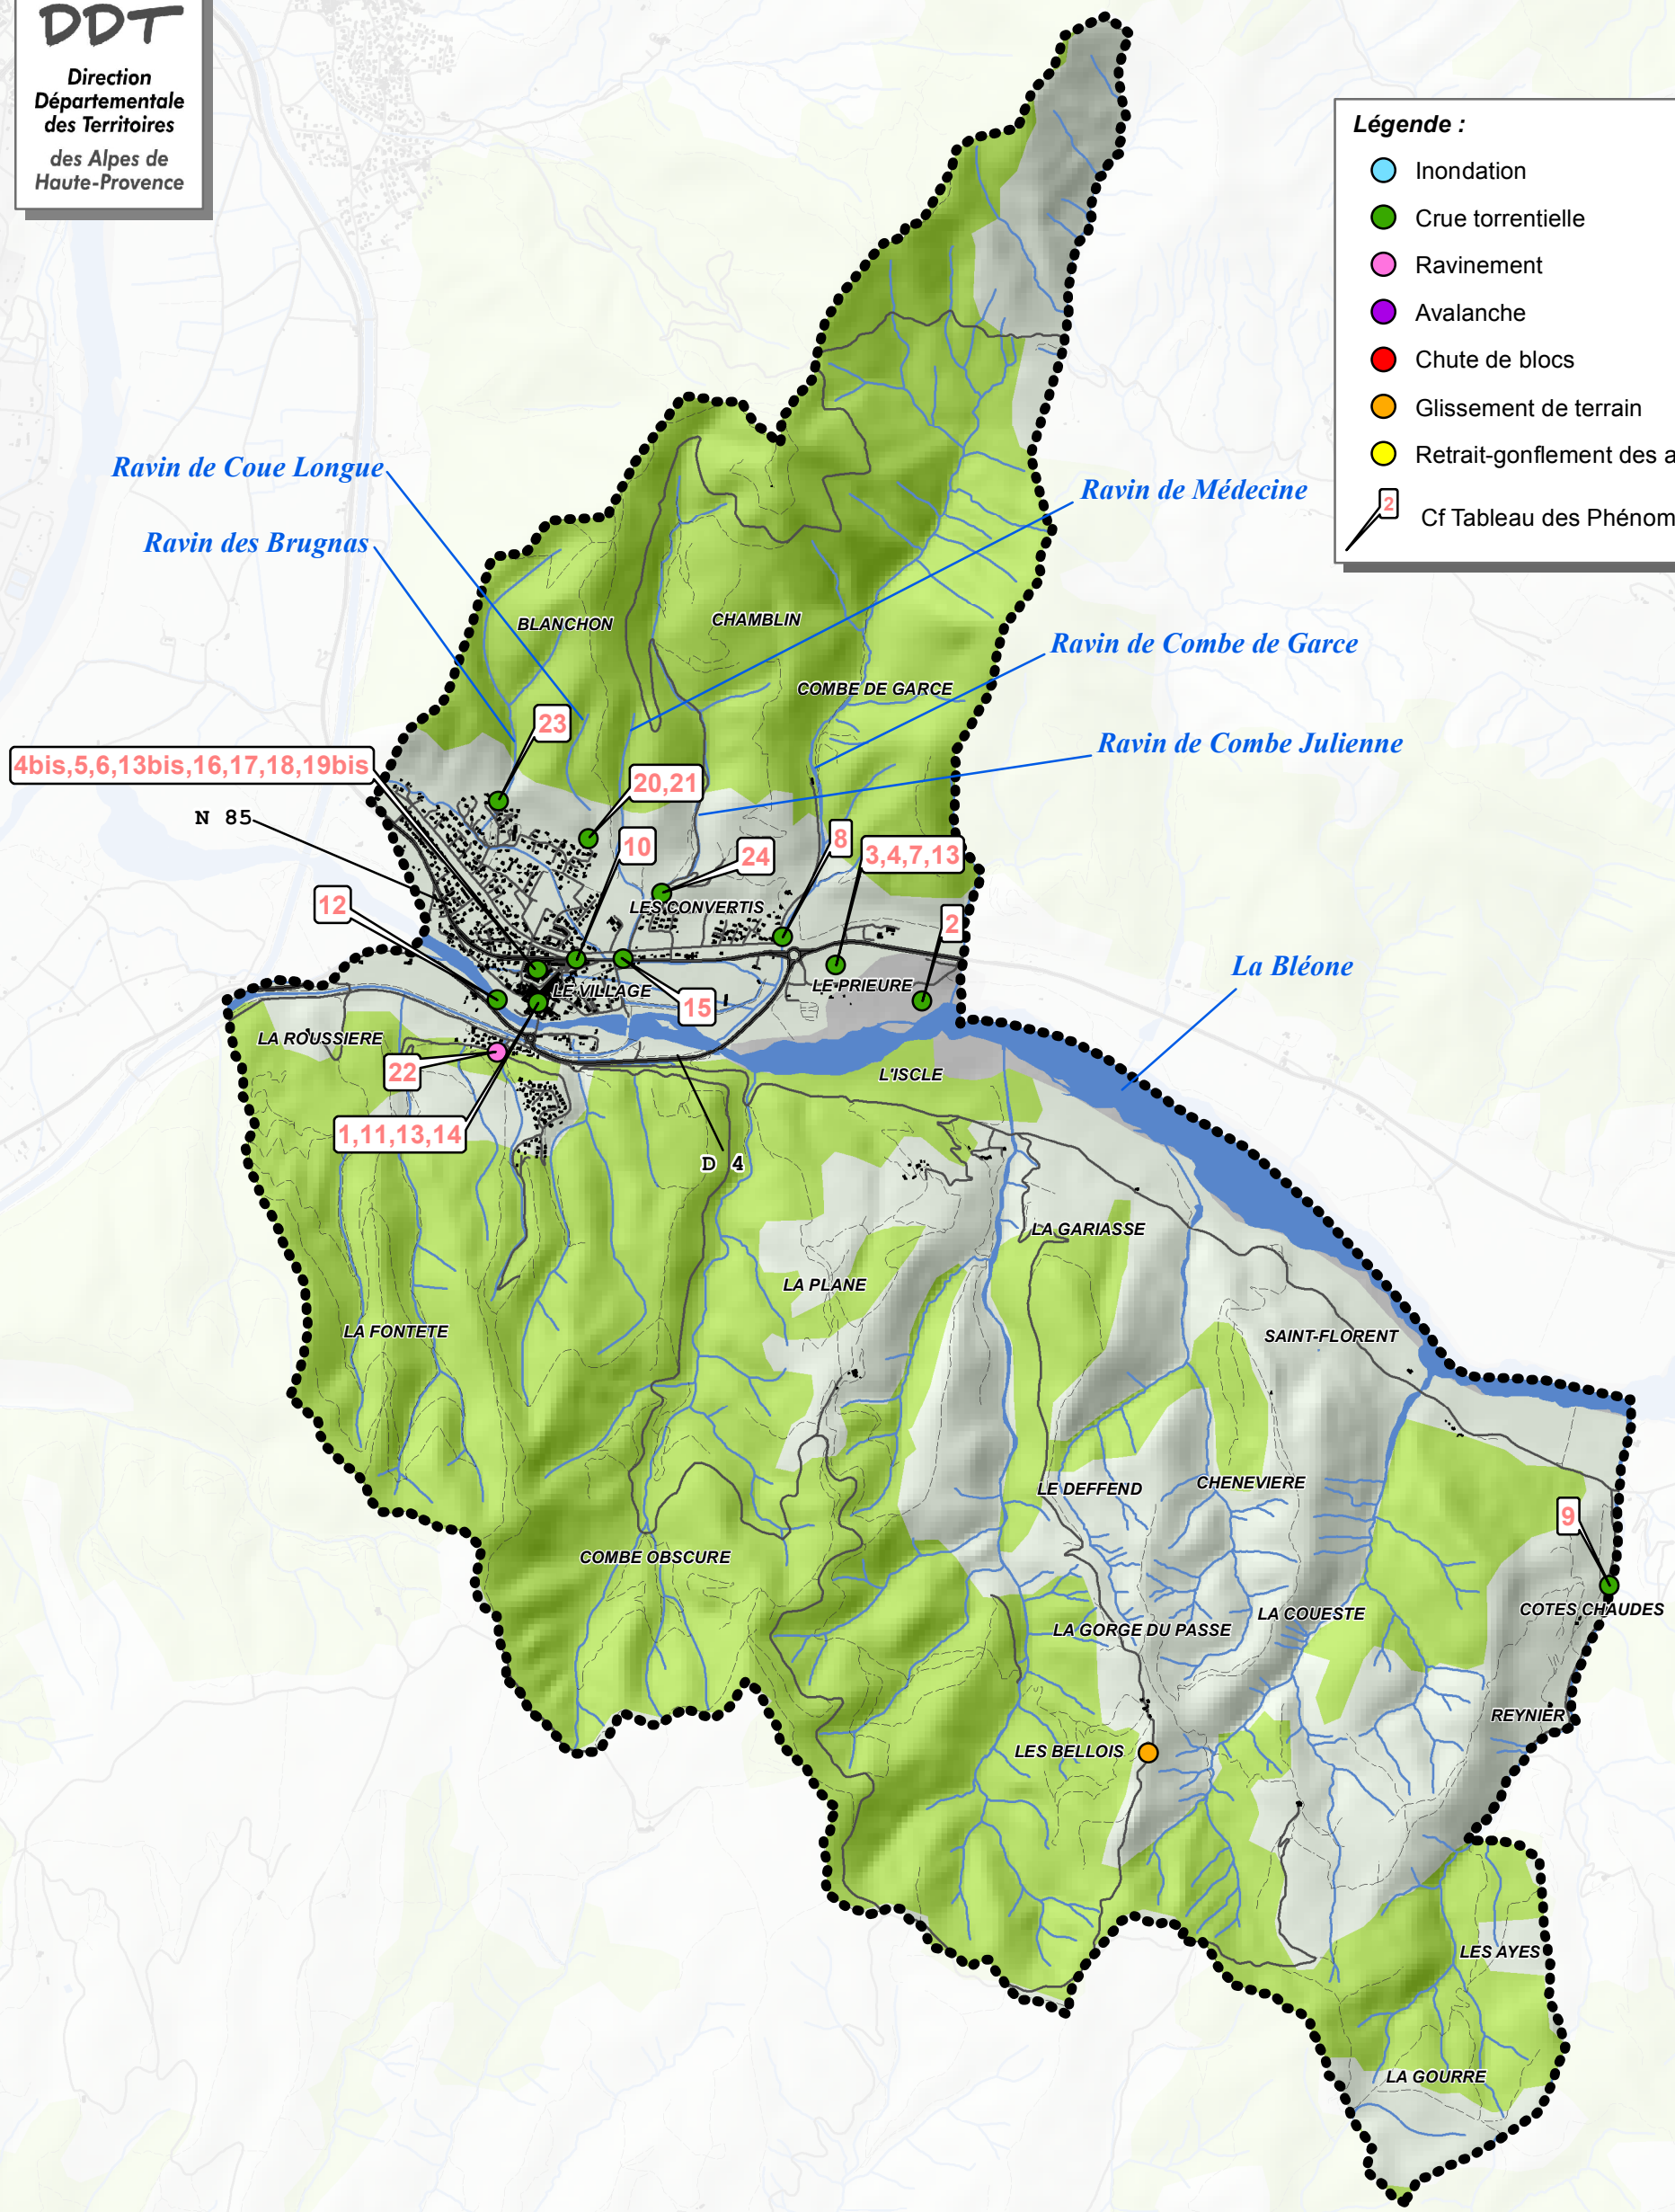 DDT
Direction
Départementale
des Territoires
des Alpes de
Haute-Provence
Légende :
Inondation
Crue torrentielle
Ravinement
Avalanche
Chute de blocs
Glissement de terrain
Retrait-gonflement des a
2
Cf Tableau des Phénom
Ravin de Coue Longue
Ravin de Médecine
Ravin des Brugnas
BLANCHON
CHAMBLIN
Ravin de Combe de Garce
COMBE DE GARCE
23
Ravin de Combe Julienne
4bis,5,6,13bis,16,17,18,19bis
20,21
N 85
10
24
8
3,4,7,13
12
LES CONVERTIS
2
La Bléone
LE PRIEURE
LE VILLAGE
15
LA ROUSSIERE
22
L'ISCLE
1,11,13,14
D 4
LA GARIASSE
LA PLANE
LA FONTETE
SAINT-FLORENT
LE DEFFEND
CHENEVIERE
9
COMBE OBSCURE
COTES CHAUDES
LA COUESTE
LA GORGE DU PASSE
REYNIER
LES BELLOIS
LES AYES
LA GOURRE